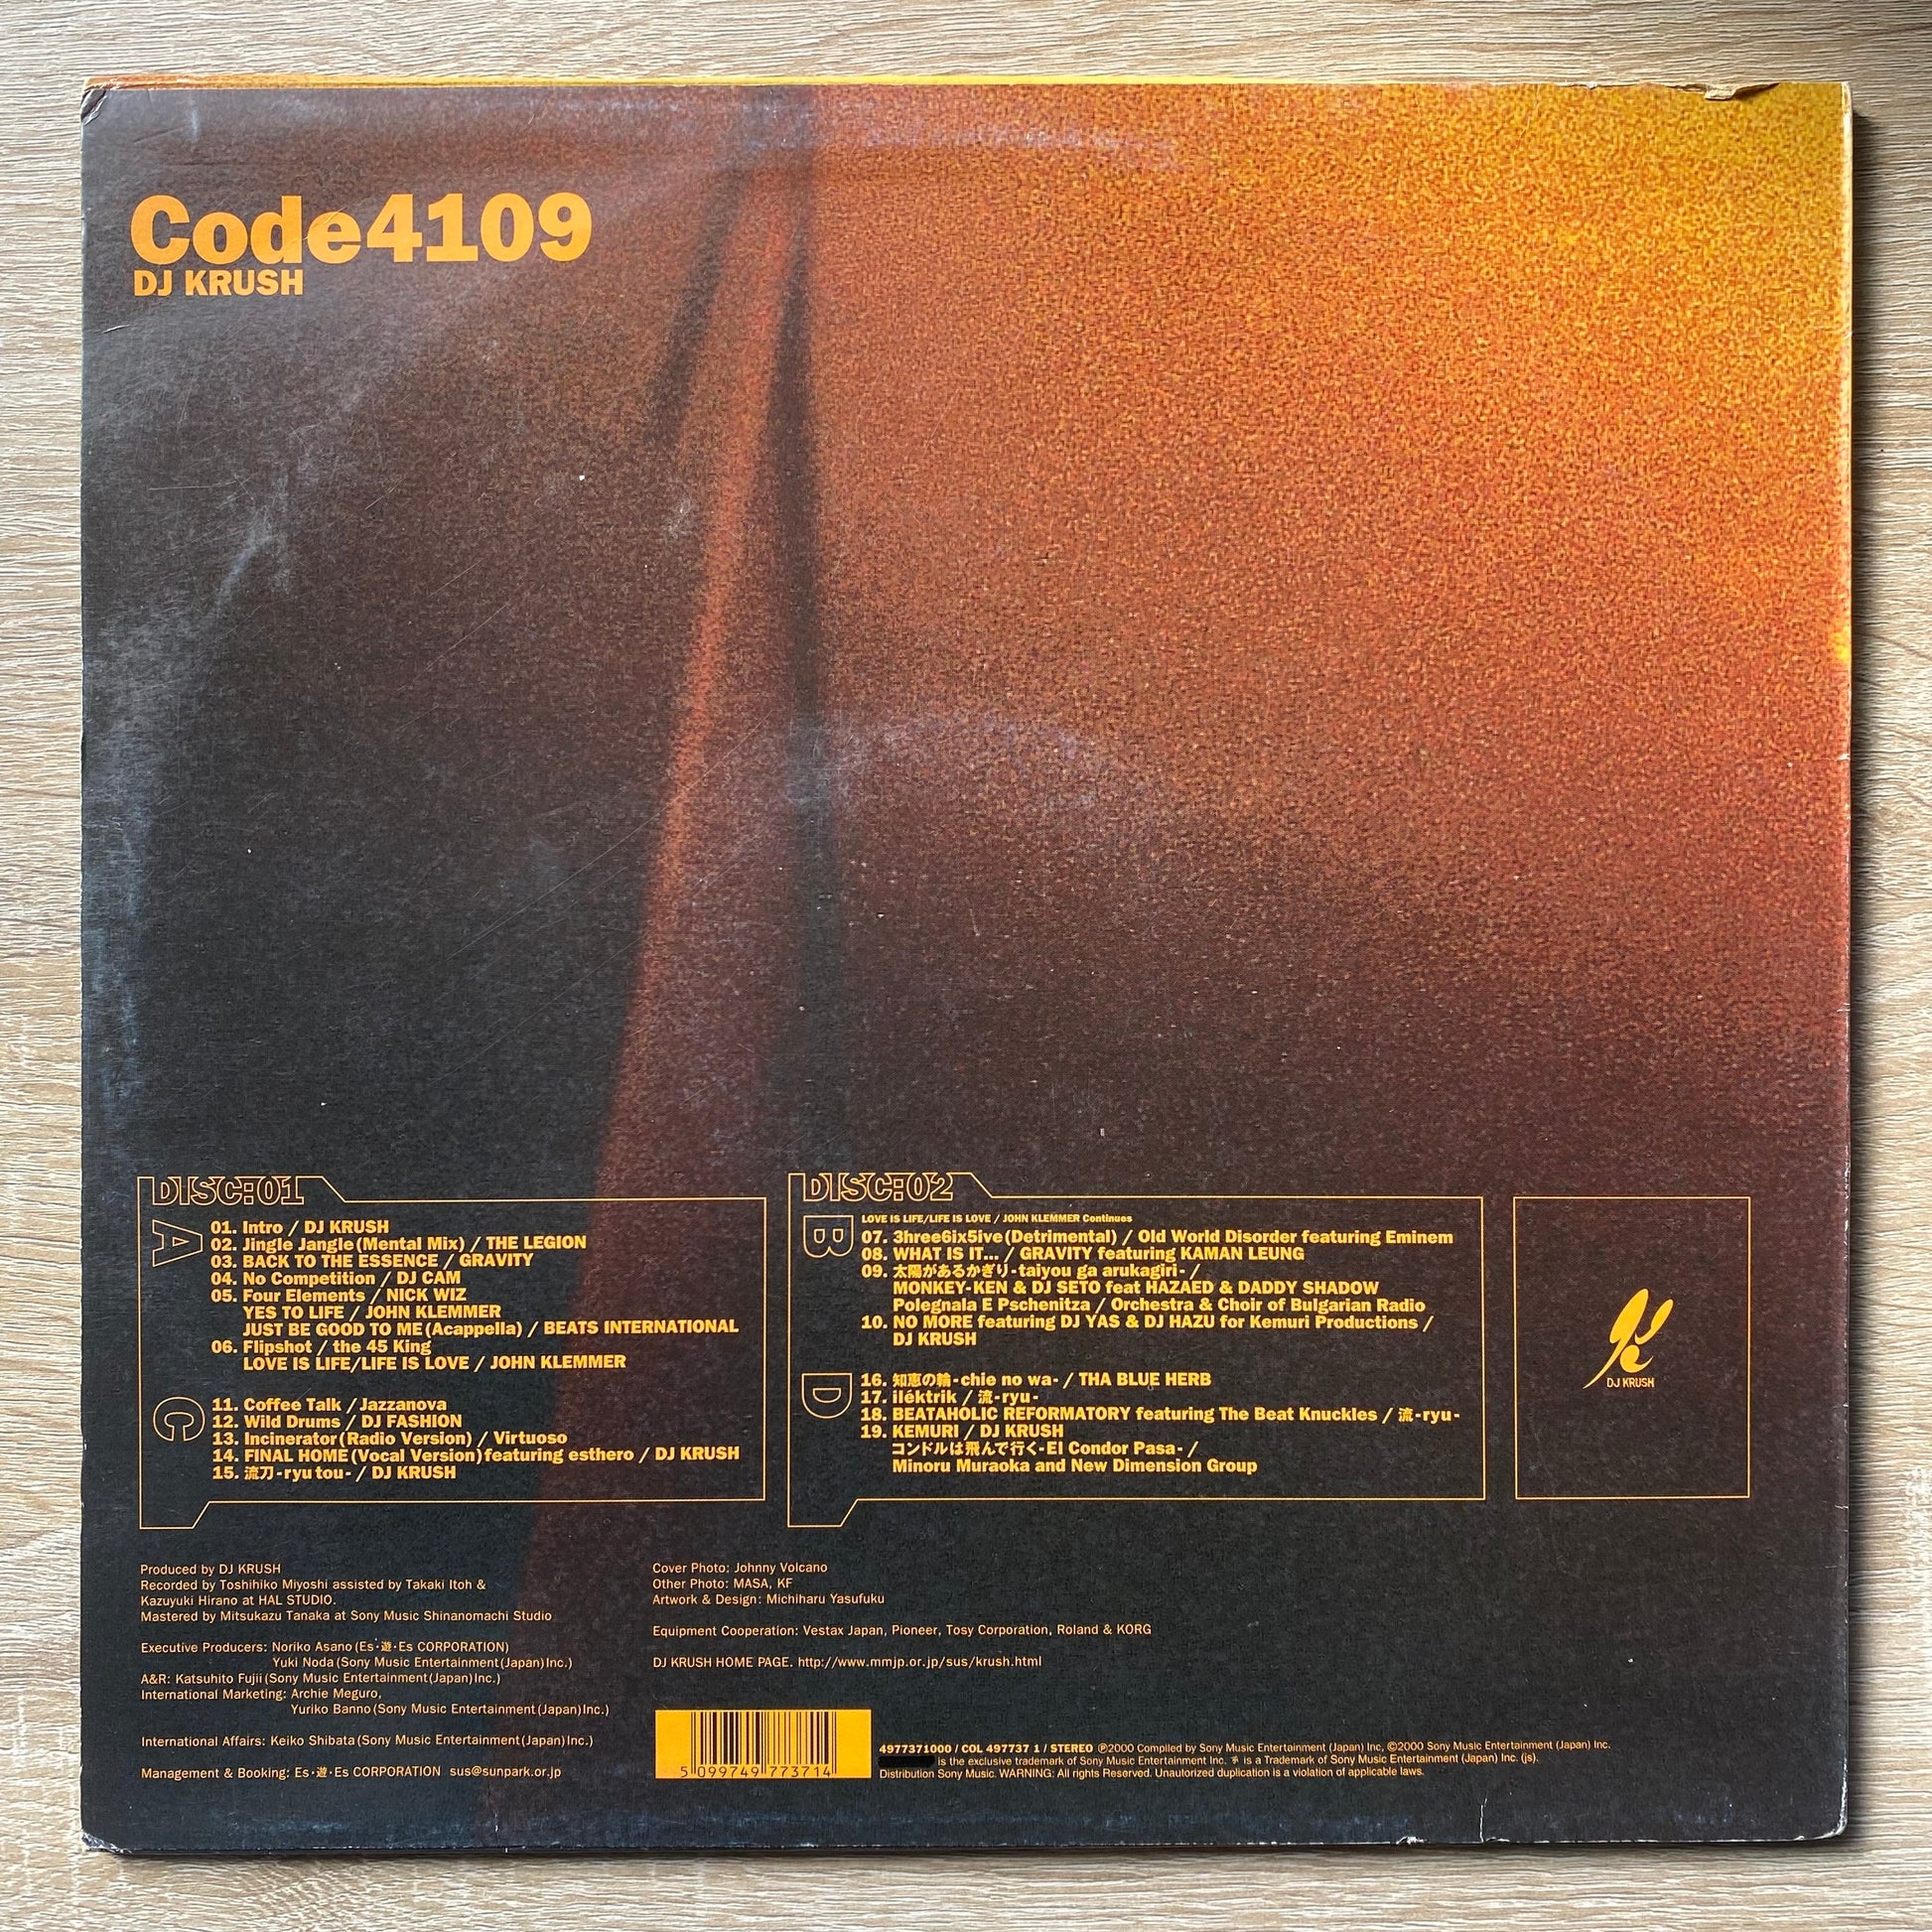 Code4109
DJ KRUSH
DISC:01
A
01. Intro / DJ KRUSH
02. Jingle Jangle(Mental Mix) / THE LEGION
03. BACK TO THE ESSENCE / GRAVITY
04. No Competition / DJ CAM
05. Four Elements / NICK WIZ
YES TO LIFE / JOHN KLEMMER
JUST BE GOOD TO ME(Acappella) / BEATS INTERNATIONAL
06. Flipshot / the 45 King
LOVE IS LIFE/LIFE IS LOVE / JOHN KLEMMER
C
11. Coffee Talk / Jazzanova
12. Wild Drums / DJ FASHION
13. Incinerator(Radio Version) / Virtuoso
14. FINAL HOME(Vocal Version)featuring esthero / DJ KRUSH
15. 流刀-ryu tou- / DJ KRUSH
DISC:02
B
LOVE IS LIFE/LIFE IS LOVE / JOHN KLEMMER Continues
07. 3hree6ix5ive(Detrimental) / Old World Disorder featuring Eminem
08. WHAT IS IT... / GRAVITY featuring KAMAN LEUNG
09. 太陽があるかぎり-taiyou ga arukagiri- /
MONKEY-KEN & DJ SETO feat HAZAED & DADDY SHADOW
Polegnala E Pschenitza / Orchestra & Choir of Bulgarian Radio
10. NO MORE featuring DJ YAS & DJ HAZU for Kemuri Productions /
DJ KRUSH
D
16. 知恵の輪-chie no wa- / THA BLUE HERB
17. iléktrik / 流-ryu-
18. BEATAHOLIC REFORMATORY featuring The Beat Knuckles / 流-ryu-
19. KEMURI / DJ KRUSH
コンドルは飛んで行く-El Condor Pasa- /
Minoru Muraoka and New Dimension Group
DJ KRUSH
Produced by DJ KRUSH
Recorded by Toshihiko Miyoshi assisted by Takaki Itoh &
Kazuyuki Hirano at HAL STUDIO.
Mastered by Mitsukazu Tanaka at Sony Music Shinanomachi Studio
Executive Producers: Noriko Asano(Es・遊・Es CORPORATION)
Yuki Noda(Sony Music Entertainment(Japan)Inc.)
A&R: Katsuhito Fujii(Sony Music Entertainment(Japan)Inc.)
International Marketing: Archie Meguro,
Yuriko Banno(Sony Music Entertainment(Japan)Inc.)
International Affairs: Keiko Shibata(Sony Music Entertainment(Japan)Inc.)
Management & Booking: Es・遊・Es CORPORATION sus@sunpark.or.jp
Cover Photo: Johnny Volcano
Other Photo: MASA, KF
Artwork & Design: Michiharu Yasufuku
Equipment Cooperation: Vestax Japan, Pioneer, Tosy Corporation, Roland & KORG
DJ KRUSH HOME PAGE. http://www.mmjp.or.jp/sus/krush.html
5 099749 773714
4977371000 / COL 497737 1 / STEREO ℗2000 Compiled by Sony Music Entertainment (Japan) Inc, ©2000 Sony Music Entertainment (Japan) Inc.
is the exclusive trademark of Sony Music Entertainment Inc. is a Trademark of Sony Music Entertainment (Japan) Inc. (js).
Distribution Sony Music. WARNING: All rights Reserved. Unautorized duplication is a violation of applicable laws.